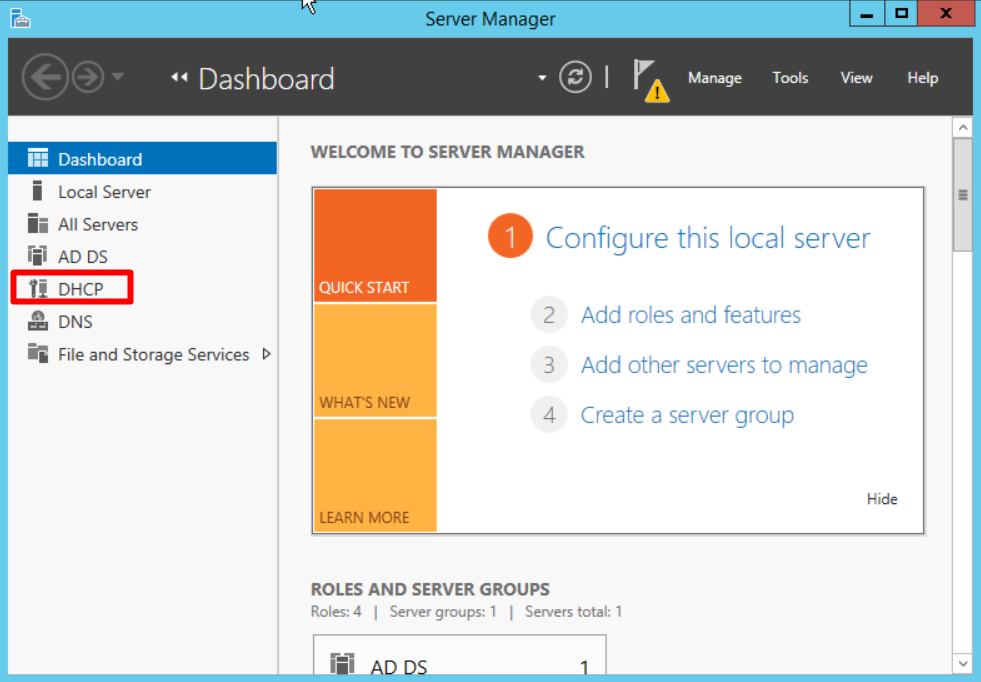 Server Manager
Dashboard
Manage Tools View Help
Dashboard
Local Server
All Servers
AD DS
DHCP
DNS
File and Storage Services
WELCOME TO SERVER MANAGER
QUICK START
WHAT'S NEW
LEARN MORE
1 Configure this local server
2 Add roles and features
3 Add other servers to manage
4 Create a server group
Hide
ROLES AND SERVER GROUPS
Roles: 4 | Server groups: 1 | Servers total: 1
AD DS 1